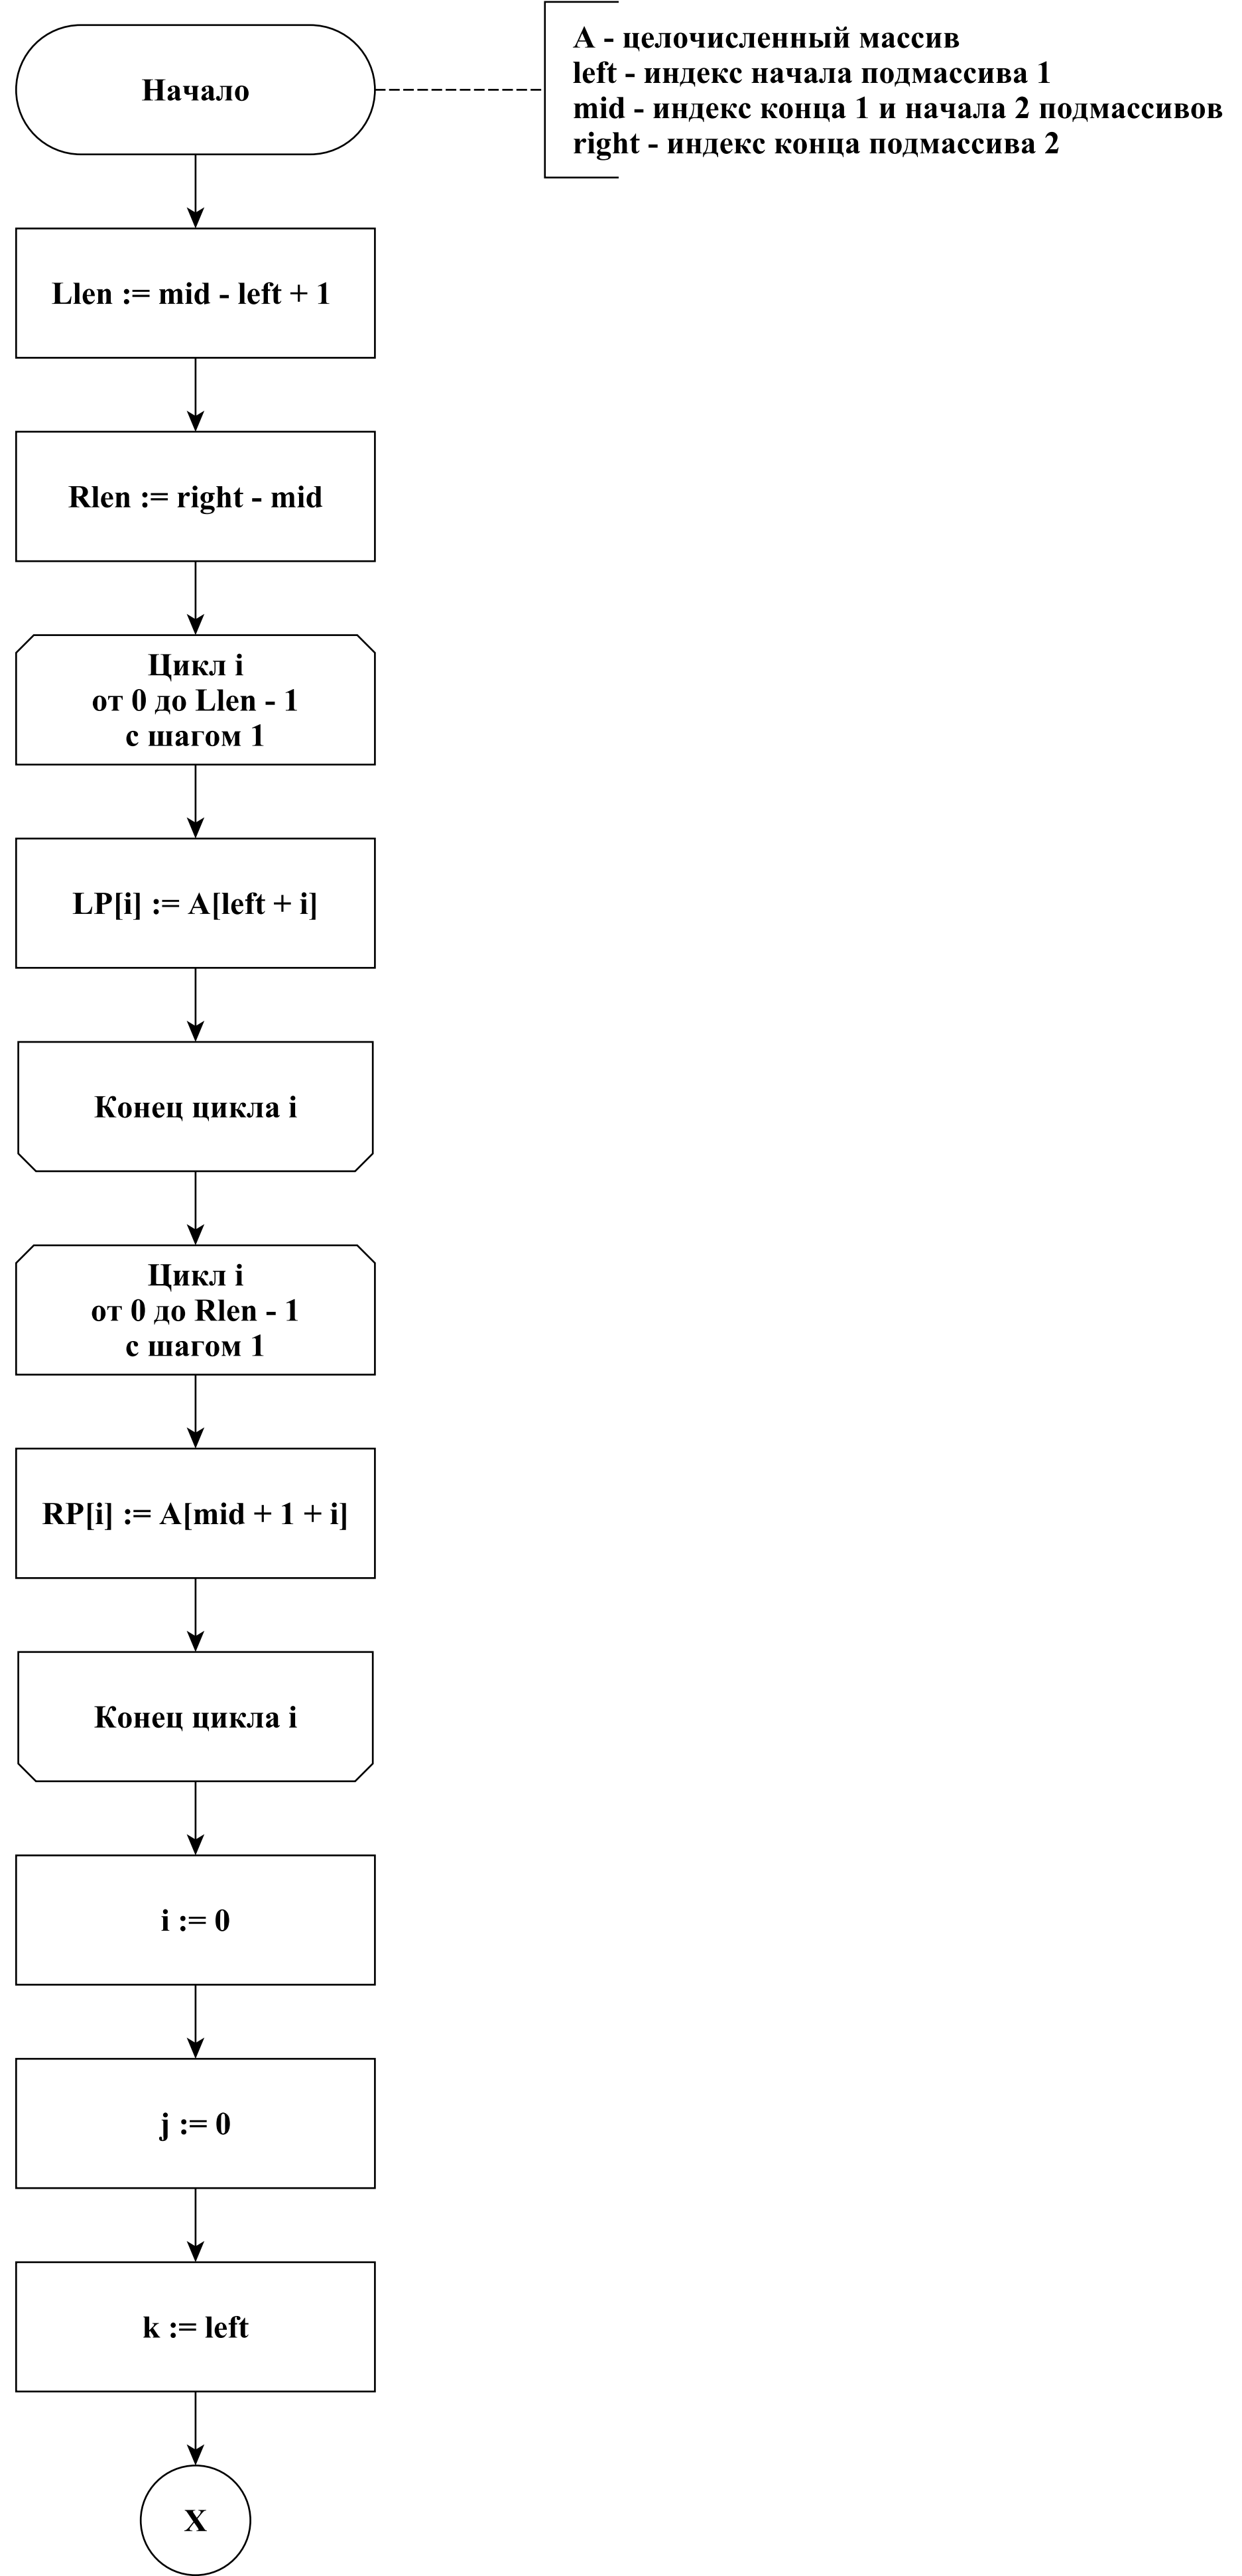 Начало
A - целочисленный массив
left - индекс начала подмассива 1
mid - индекс конца 1 и начала 2 подмассивов
right - индекс конца подмассива 2
Llen := mid - left + 1
Rlen := right - mid
Цикл i
от 0 до Llen - 1
с шагом 1
LP[i] := A[left + i]
Конец цикла i
Цикл i
от 0 до Rlen - 1
с шагом 1
RP[i] := A[mid + 1 + i]
Конец цикла i
i := 0
j := 0
k := left
X